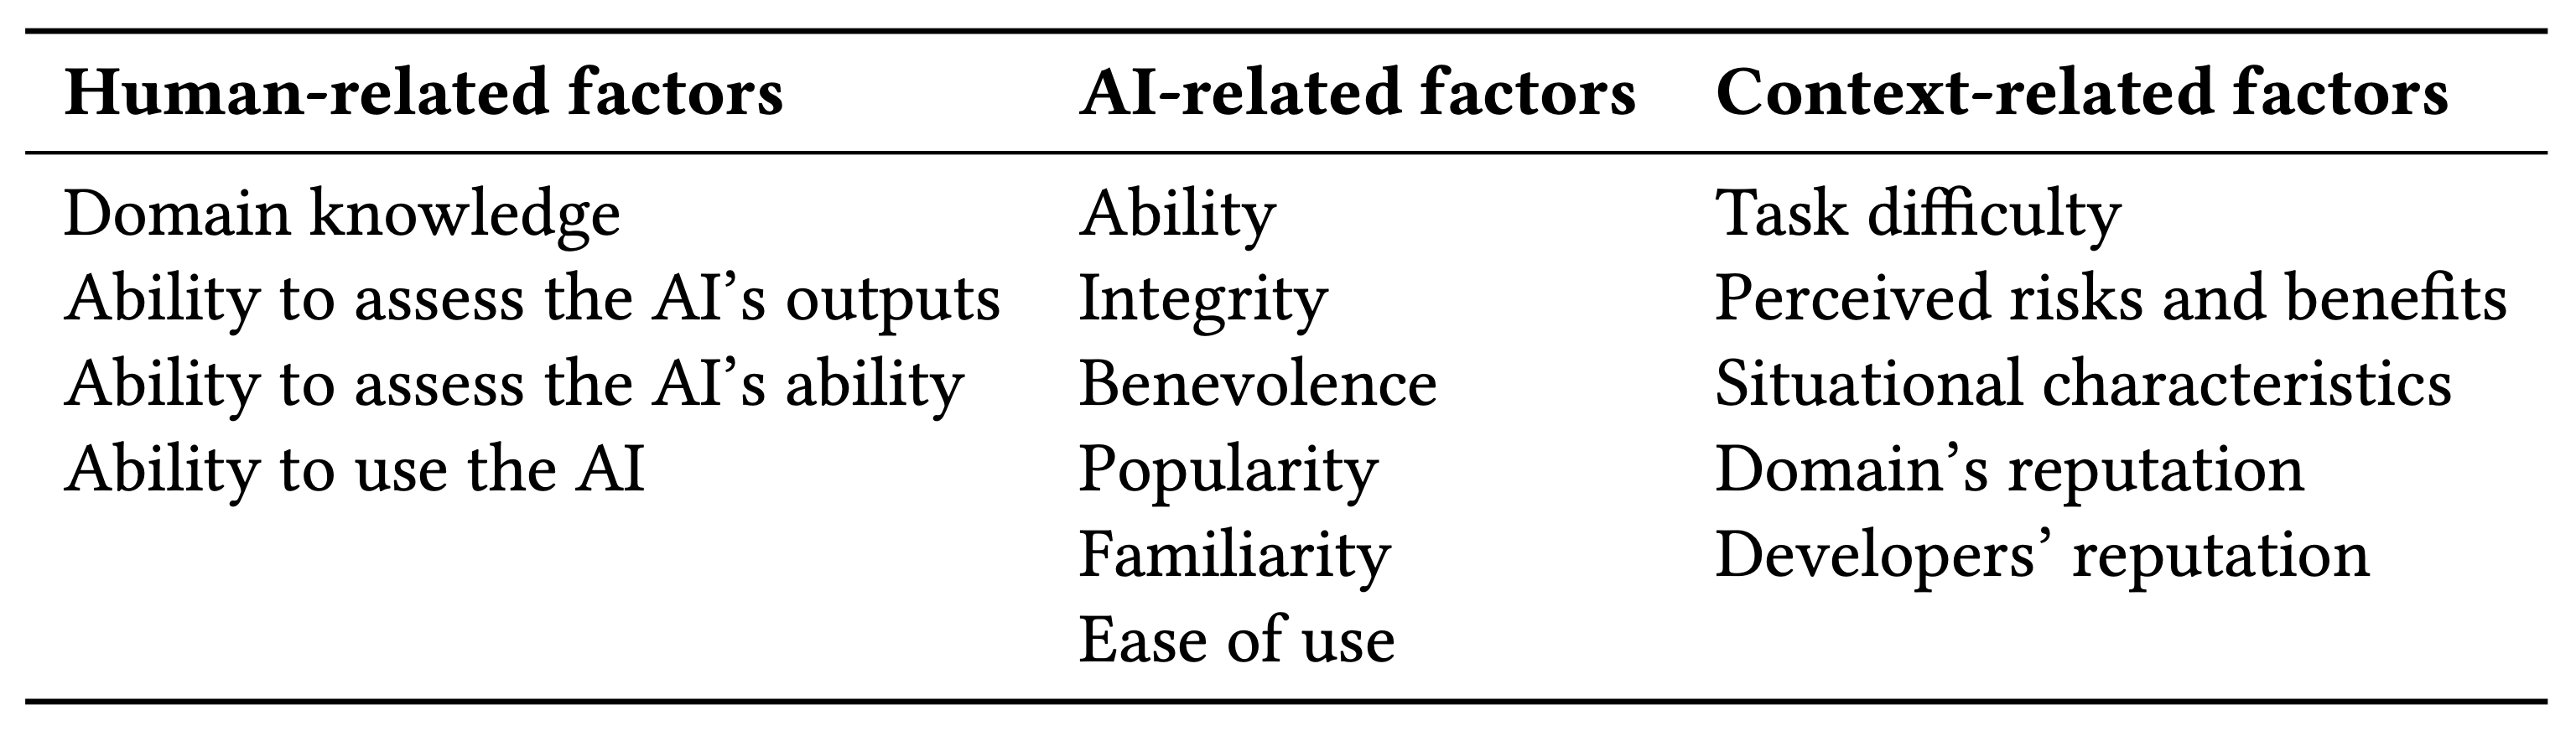 Human-related factors AI-related factors Context-related factors
Domain knowledge Ability Task difficulty
Ability to assess the AI’s outputs Integrity Perceived risks and benefits
Ability to assess the AI’s ability Benevolence Situational characteristics
Ability to use the AI Popularity Domain’s reputation
Familiarity Developers’ reputation
Ease of use